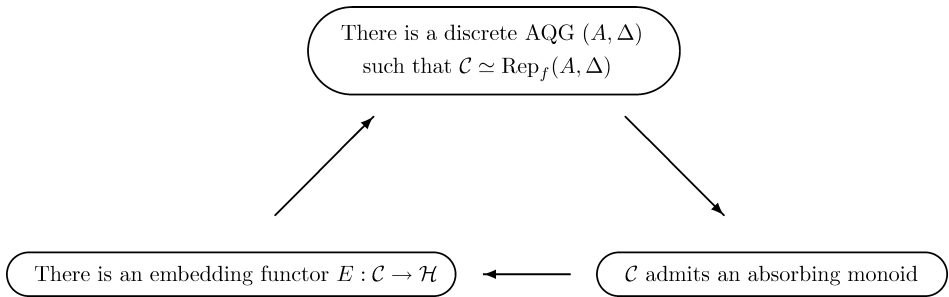 There is a discrete AQG (A, Δ)
such that 𝒞 ≃ Rep_f(A, Δ)
There is an embedding functor E : 𝒞 → ℋ
𝒞 admits an absorbing monoid